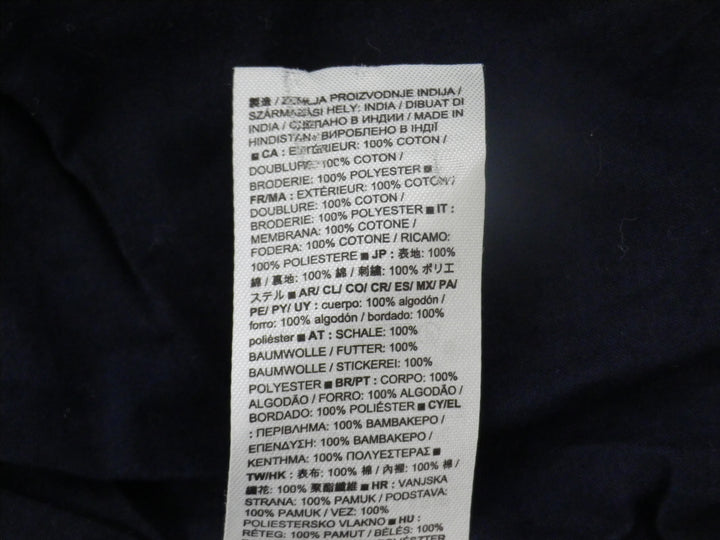 製造 / ZEMLJA PROIZVODNJE INDIJA /
SZÁRMAZÁSI HELY: INDIA / DIBUAT DI
INDIA / СДЕЛАНО В ИНДИИ / MADE IN
HINDISTAN / ВИРОБЛЕНО В ІНДІЇ
■ CA : EXTÉRIEUR: 100% COTON /
DOUBLURE: 100% COTON /
BRODERIE: 100% POLYESTER ■
FR/MA : EXTÉRIEUR: 100% COTON /
DOUBLURE: 100% COTON /
BRODERIE: 100% POLYESTER ■ IT :
MEMBRANA: 100% COTONE /
FODERA: 100% COTONE / RICAMO:
100% POLIESTERE ■ JP : 表地: 100%
綿 / 裏地: 100% 綿 / 刺繍: 100% ポリエ
ステル ■ AR/ CL/ CO/ CR/ ES/ MX/ PA/
PE/ PY/ UY : cuerpo: 100% algodón /
forro: 100% algodón / bordado: 100%
poliéster ■ AT : SCHALE: 100%
BAUMWOLLE / FUTTER: 100%
BAUMWOLLE / STICKEREI: 100%
POLYESTER ■ BR/PT : CORPO: 100%
ALGODÃO / FORRO: 100% ALGODÃO /
BORDADO: 100% POLIÉSTER ■ CY/EL
: ΠΕΡΙΒΛΗΜΑ: 100% ΒΑΜΒΑΚΕΡΟ /
ΕΠΕΝΔΥΣΗ: 100% ΒΑΜΒΑΚΕΡΟ /
ΚΕΝΤΗΜΑ: 100% ΠΟΛΥΕΣΤΕΡΑΣ ■
TW/HK : 表布: 100% 棉 / 內裡: 100% 棉 /
繡花: 100% 聚酯纖維 ■ HR : VANJSKA
STRANA: 100% PAMUK / PODSTAVA:
100% PAMUK / VEZ: 100%
POLIESTERSKO VLAKNO ■ HU :
RÉTEG: 100% PAMUT / BÉLÉS: 100%